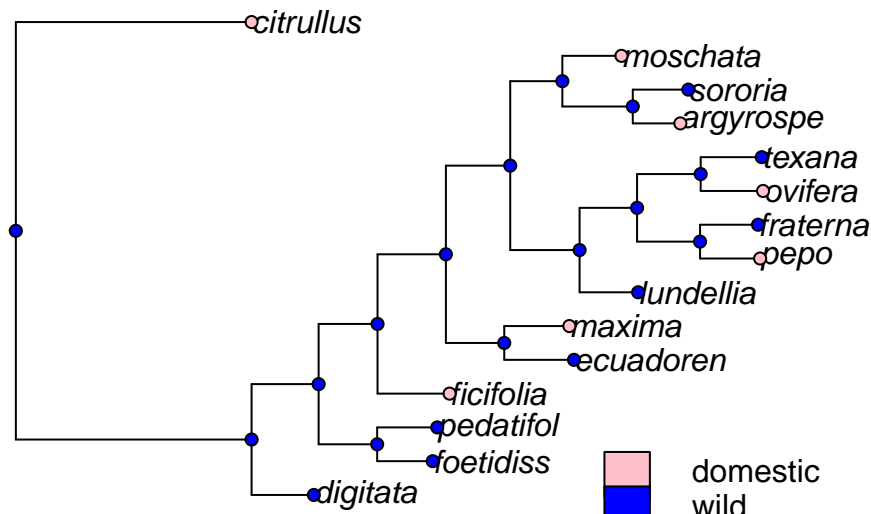 citrullus
moschata
sororia
argyrospe
texana
ovifera
fraterna
pepo
lundellia
maxima
ecuadoren
ficifolia
pedatifol
foetidiss
digitata
domestic
wild